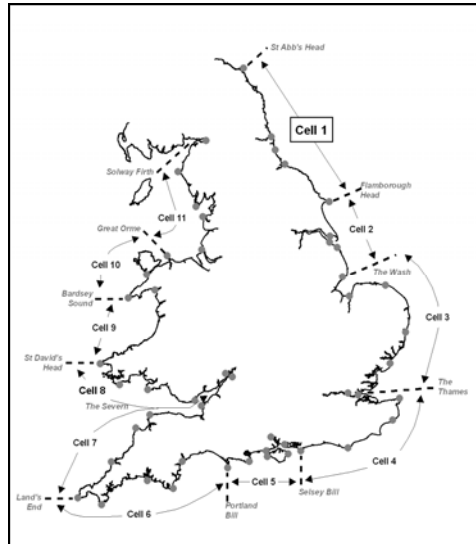 St Abb's Head
Cell 1
Solway Firth
Flamborough
Head
Cell 11
Great Orme
Cell 2
Cell 10
The Wash
Bardsey
Sound
Cell 3
Cell 9
St David's
Head
Cell 8
The
Thames
The Severn
Cell 7
Cell 4
Land's
End
Cell 6
Cell 5
Selsey Bill
Portland
Bill